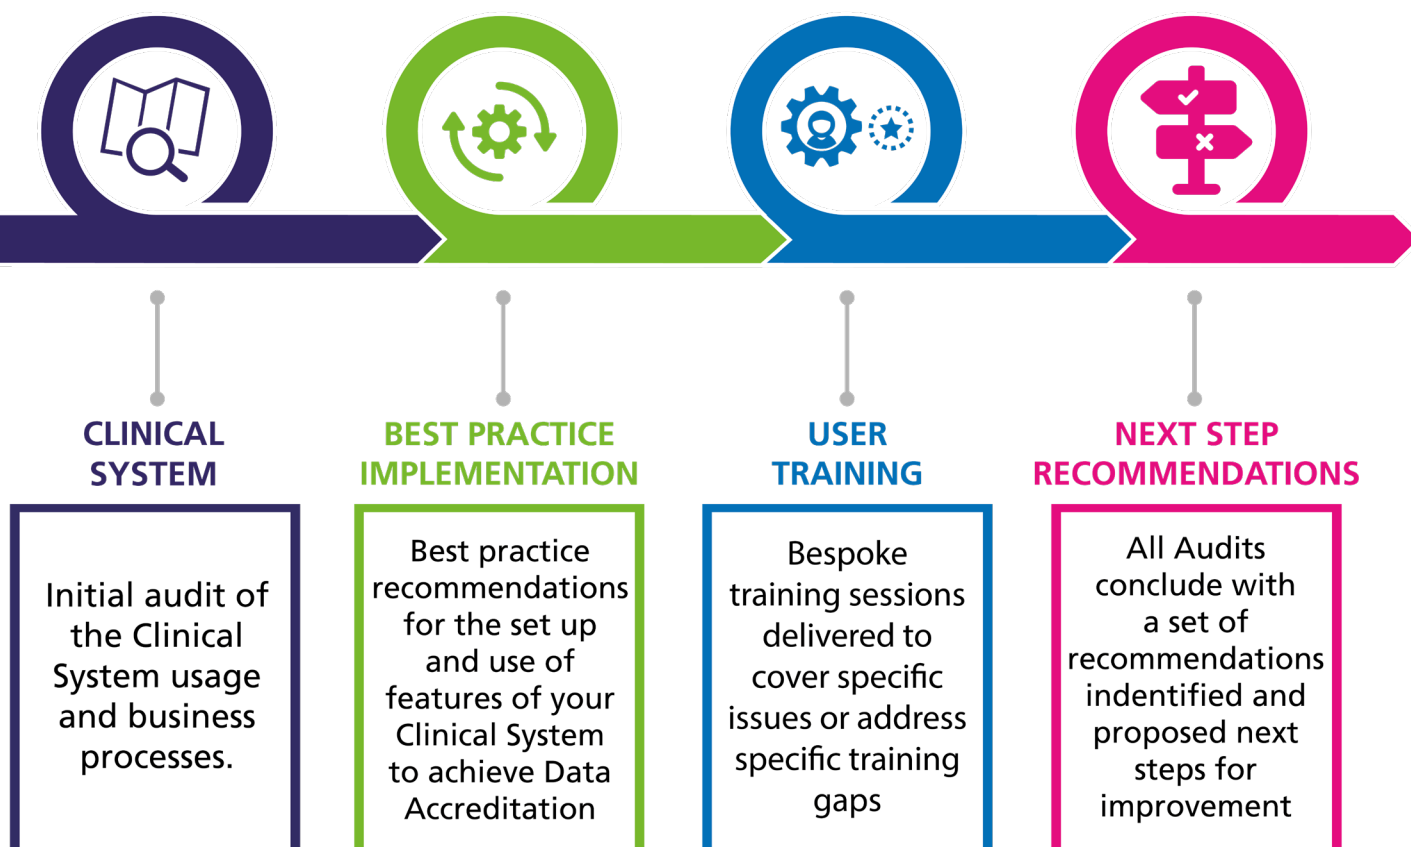 CLINICAL
SYSTEM
Initial audit of
the Clinical
System usage
and business
processes.
BEST PRACTICE
IMPLEMENTATION
Best practice
recommendations
for the set up
and use of
features of your
Clinical System
to achieve Data
Accreditation
USER
TRAINING
Bespoke
training sessions
delivered to
cover specific
issues or address
specific training
gaps
NEXT STEP
RECOMMENDATIONS
All Audits
conclude with
a set of
recommendations
indentified and
proposed next
steps for
improvement